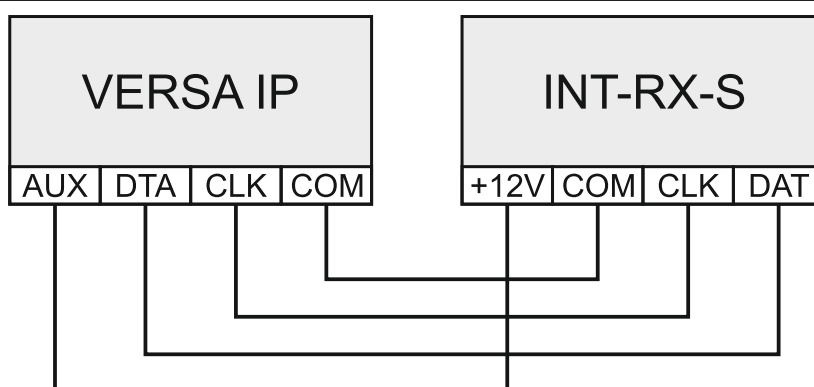 VERSA IP INT-RX-S
AUX DTA CLK COM +12V COM CLK DAT